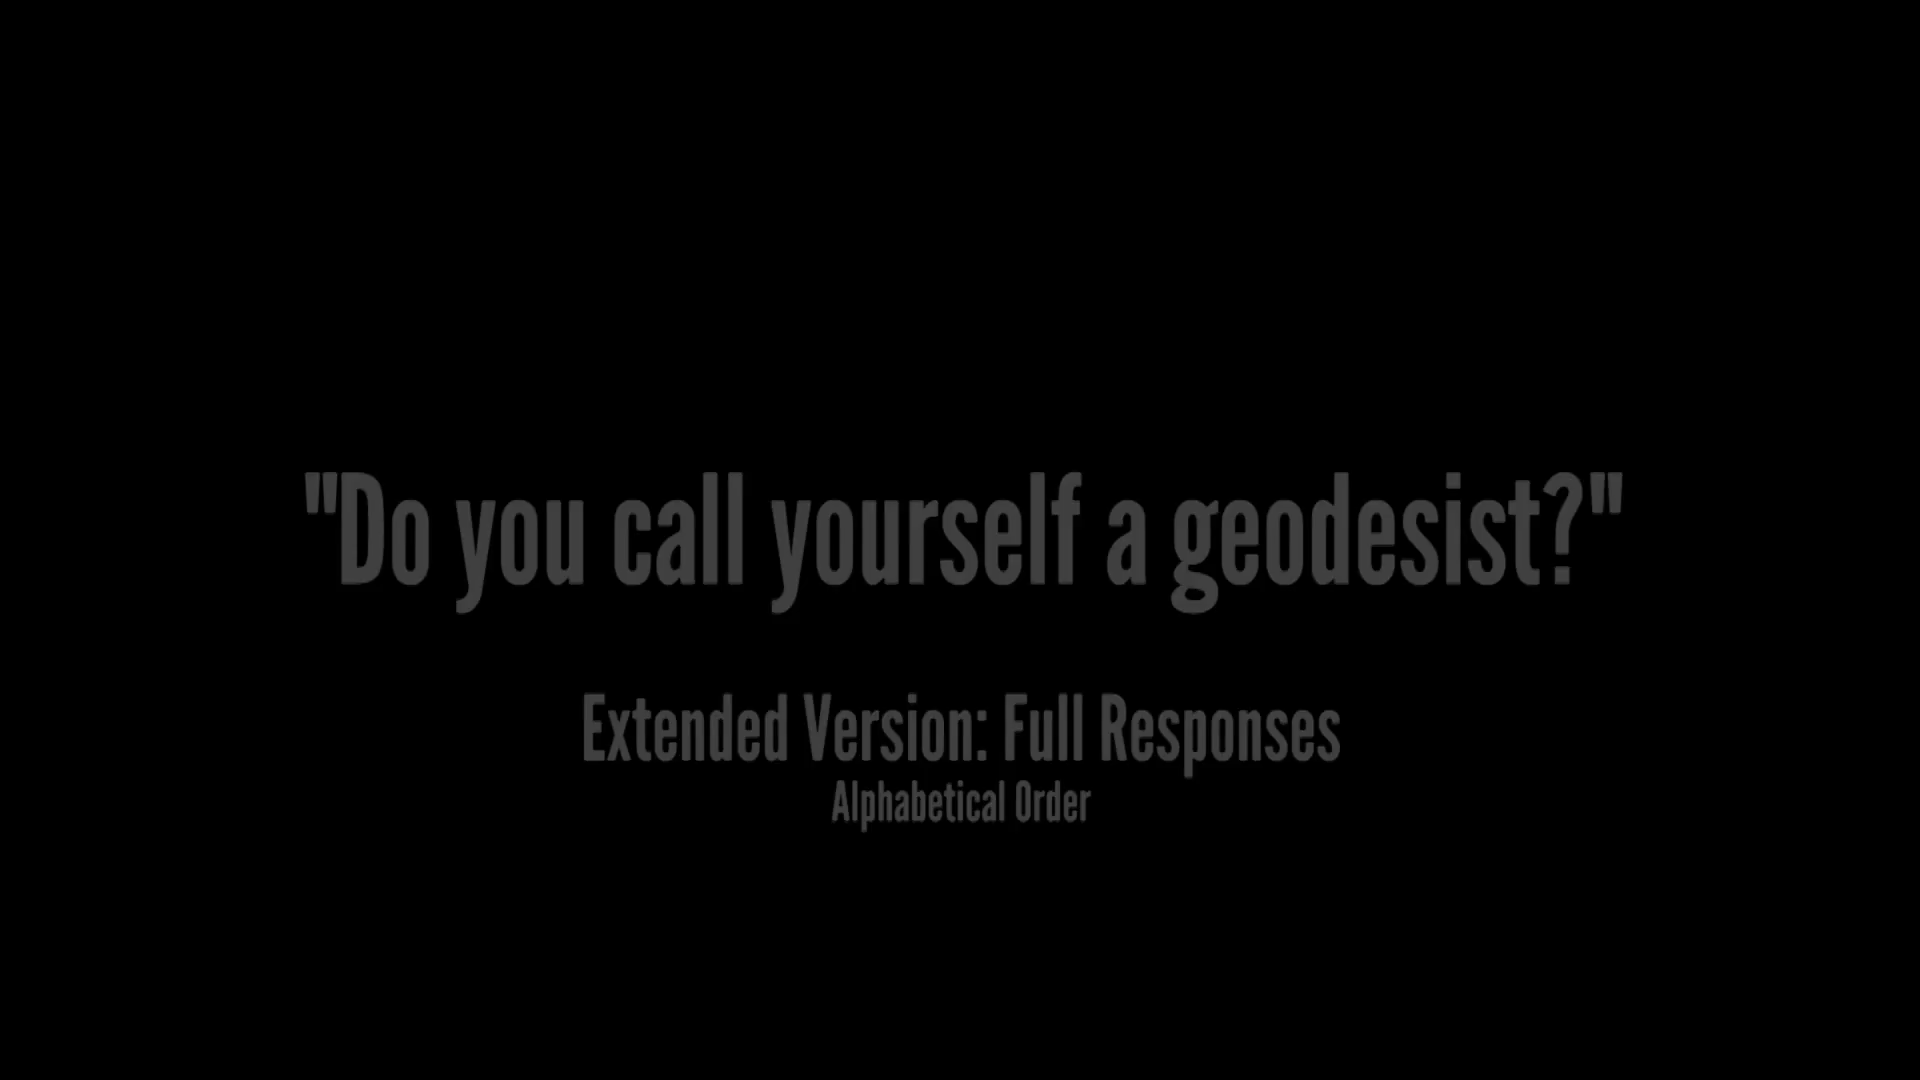 "Do you call yourself a geodesist?"
Extended Version: Full Responses
Alphabetical Order